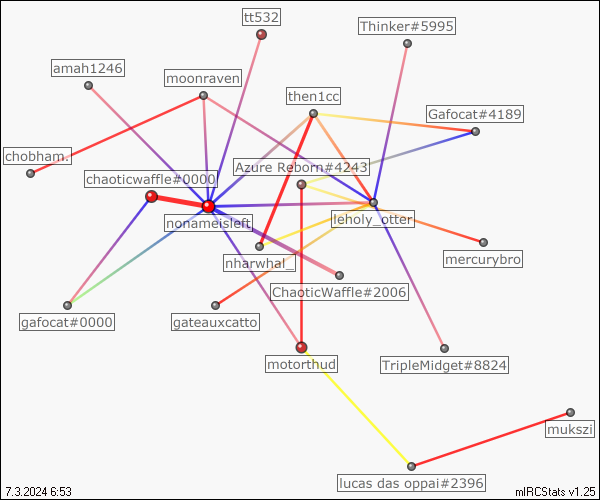 tt532
Thinker#5995
amah1246
moonraven
then1cc
Gafocat#4189
chobham.
Azure Reborn#4243
chaoticwaffle#0000
nonameisleft
leholy_otter
nharwhal_
mercurybro
ChaoticWaffle#2006
gafocat#0000
gateauxcatto
motorthud
TripleMidget#8824
mukszi
lucas das oppai#2396
7.3.2024 6:53
mIRCStats v1.25